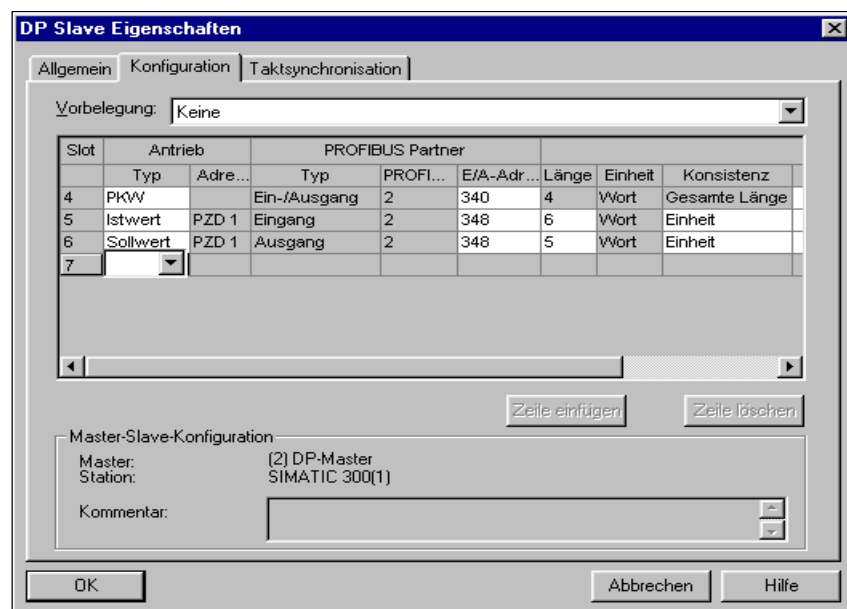 DP Slave Eigenschaften
Allgemein Konfiguration Taktsynchronisation
Vorbelegung: Keine
Slot Antrieb PROFIBUS Partner
Typ Adre... Typ PROFI... E/A-Adr... Länge Einheit Konsistenz
4 PKW Ein-/Ausgang 2 340 4 Wort Gesamte Länge
5 Istwert PZD 1 Eingang 2 348 6 Wort Einheit
6 Sollwert PZD 1 Ausgang 2 348 5 Wort Einheit
7
Zeile einfügen Zeile löschen
Master-Slave-Konfiguration
Master: (2) DP-Master
Station: SIMATIC 300(1)
Kommentar:
OK Abbrechen Hilfe